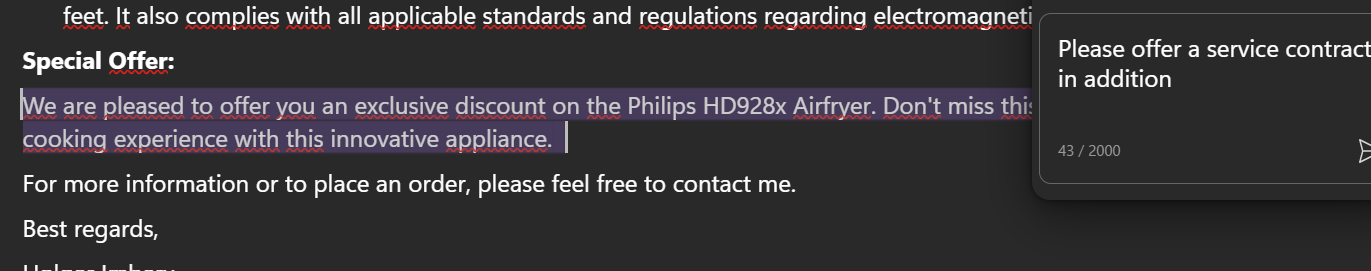 feet. It also complies with all applicable standards and regulations regarding
Special Offer:
We are pleased to offer you an exclusive discount on the Philips HD928x Airfryer. Don't miss this
cooking experience with this innovative appliance.
For more information or to place an order, please feel free to contact me.
Best regards,
Please offer a service contract
in addition
43 / 2000